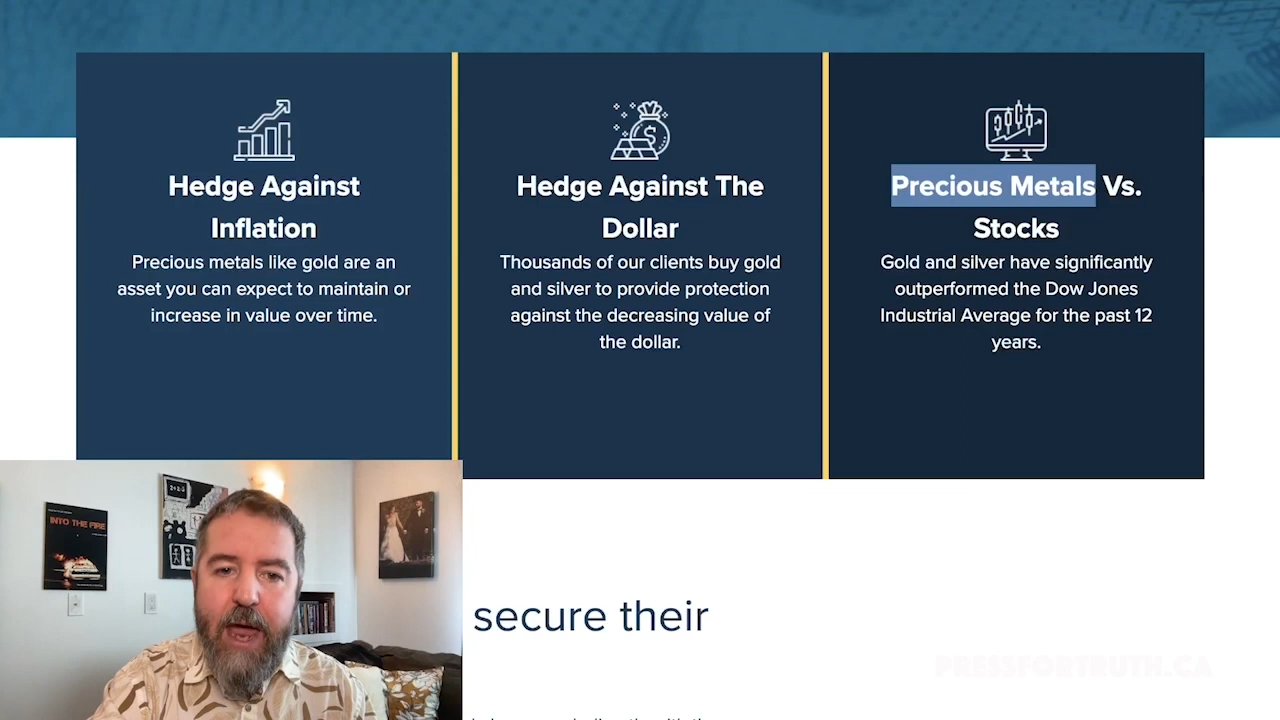 Hedge Against
Inflation
Precious metals like gold are an
asset you can expect to maintain or
increase in value over time.
Hedge Against The
Dollar
Thousands of our clients buy gold
and silver to provide protection
against the decreasing value of
the dollar.
Precious Metals Vs.
Stocks
Gold and silver have significantly
outperformed the Dow Jones
Industrial Average for the past 12
years.
INTO THE FIRE
secure their
PRESSFORTRUTH.CA